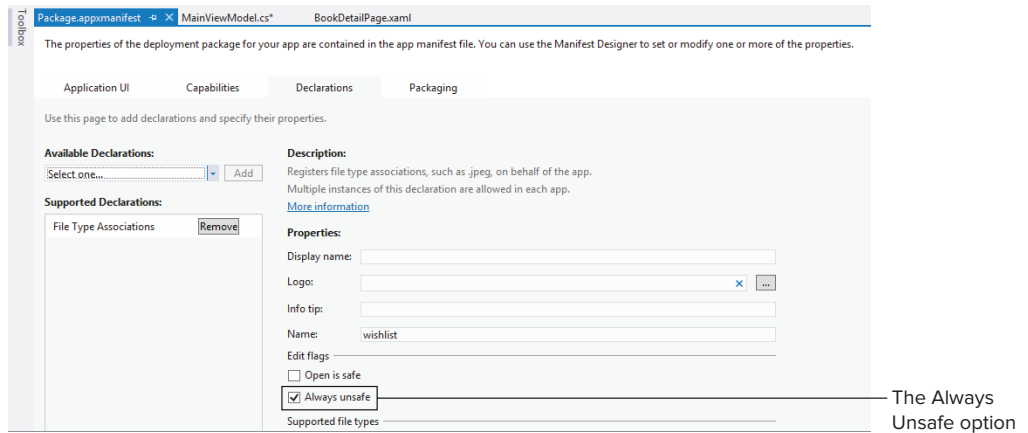 Toolbox
Package.appxmanifest MainViewModel.cs* BookDetailPage.xaml
The properties of the deployment package for your app are contained in the app manifest file. You can use the Manifest Designer to set or modify one or more of the properties.
Application UI Capabilities Declarations Packaging
Use this page to add declarations and specify their properties.
Available Declarations:
Select one...
Add
Supported Declarations:
File Type Associations Remove
Description:
Registers file type associations, such as .jpeg, on behalf of the app.
Multiple instances of this declaration are allowed in each app.
More information
Properties:
Display name:
Logo:
...
Info tip:
Name: wishlist
Edit flags
Open is safe
Always unsafe
Supported file types
The Always
Unsafe option